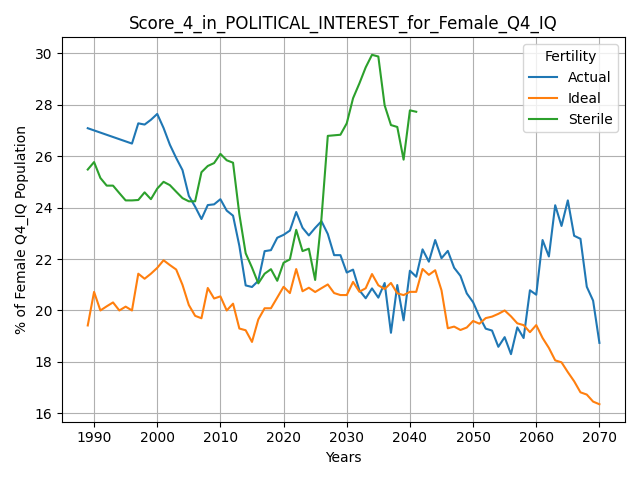 Score_4_in_POLITICAL_INTEREST_for_Female_Q4_IQ
% of Female Q4_IQ Population
30
28
26
24
22
20
18
16
Fertility
Actual
Ideal
Sterile
1990 2000 2010 2020 2030 2040 2050 2060 2070
Years